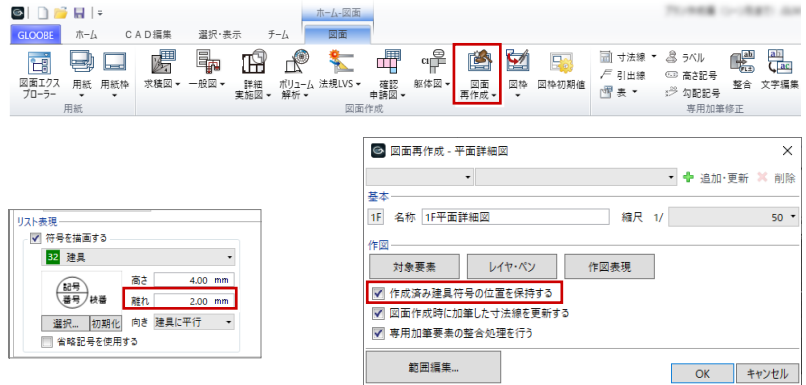 ホーム-図面
GLOOBE ホーム CAD編集 選択・表示 チーム 図面
図面エクスプローラー 用紙 用紙枠 求積図 一般図 詳細実施図 ボリューム解析 法規LVS 確認申請図 躯体図 図面再作成 図枠 図枠初期値 寸法線 引出線 表 ラベル 高さ記号 勾配記号 整合 文字編集
用紙 図面作成 専用加筆修正
図面再作成 - 平面詳細図
追加・更新 削除
基本
1F 名称 1F平面詳細図 縮尺 1/ 50
作図
対象要素 レイヤ・ペン 作図表現
作成済み建具符号の位置を保持する
図面作成時に加筆した寸法線を更新する
専用加筆要素の整合処理を行う
範囲編集... OK キャンセル
リスト表現
符号を描画する
32 建具
記号 番号 枝番
高さ 4.00 mm
離れ 2.00 mm
選択... 初期化 向き 建具に平行
省略記号を使用する